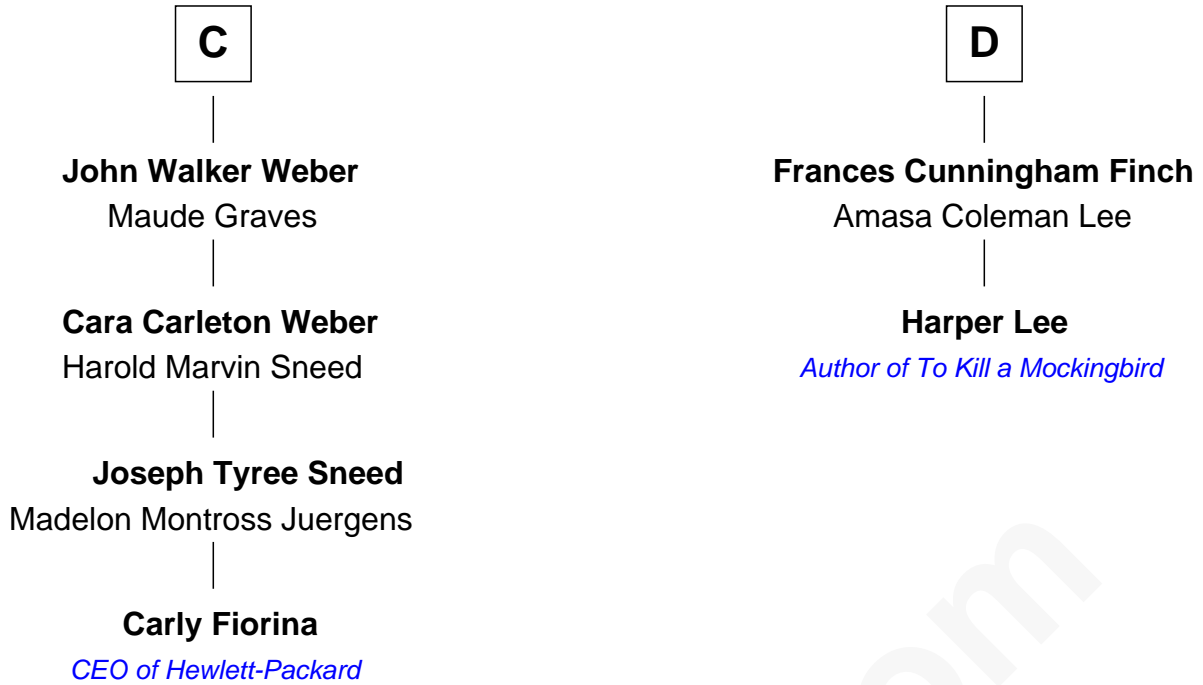 C
John Walker Weber
Maude Graves
Cara Carleton Weber
Harold Marvin Sneed
Joseph Tyree Sneed
Madelon Montross Juergens
Carly Fiorina
CEO of Hewlett-Packard
D
Frances Cunningham Finch
Amasa Coleman Lee
Harper Lee
Author of To Kill a Mockingbird
om